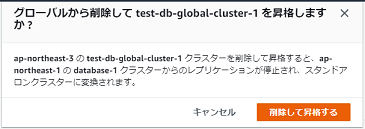 グローバルから削除して test-db-global-cluster-1 を昇格します
か？
ap-northeast-3 の test-db-global-cluster-1 クラスターを削除して昇格すると、ap-
northeast-1 の database-1 クラスターからのレプリケーションが停止され、スタンドア
ロンクラスターに変換されます。
キャンセル
削除して昇格する